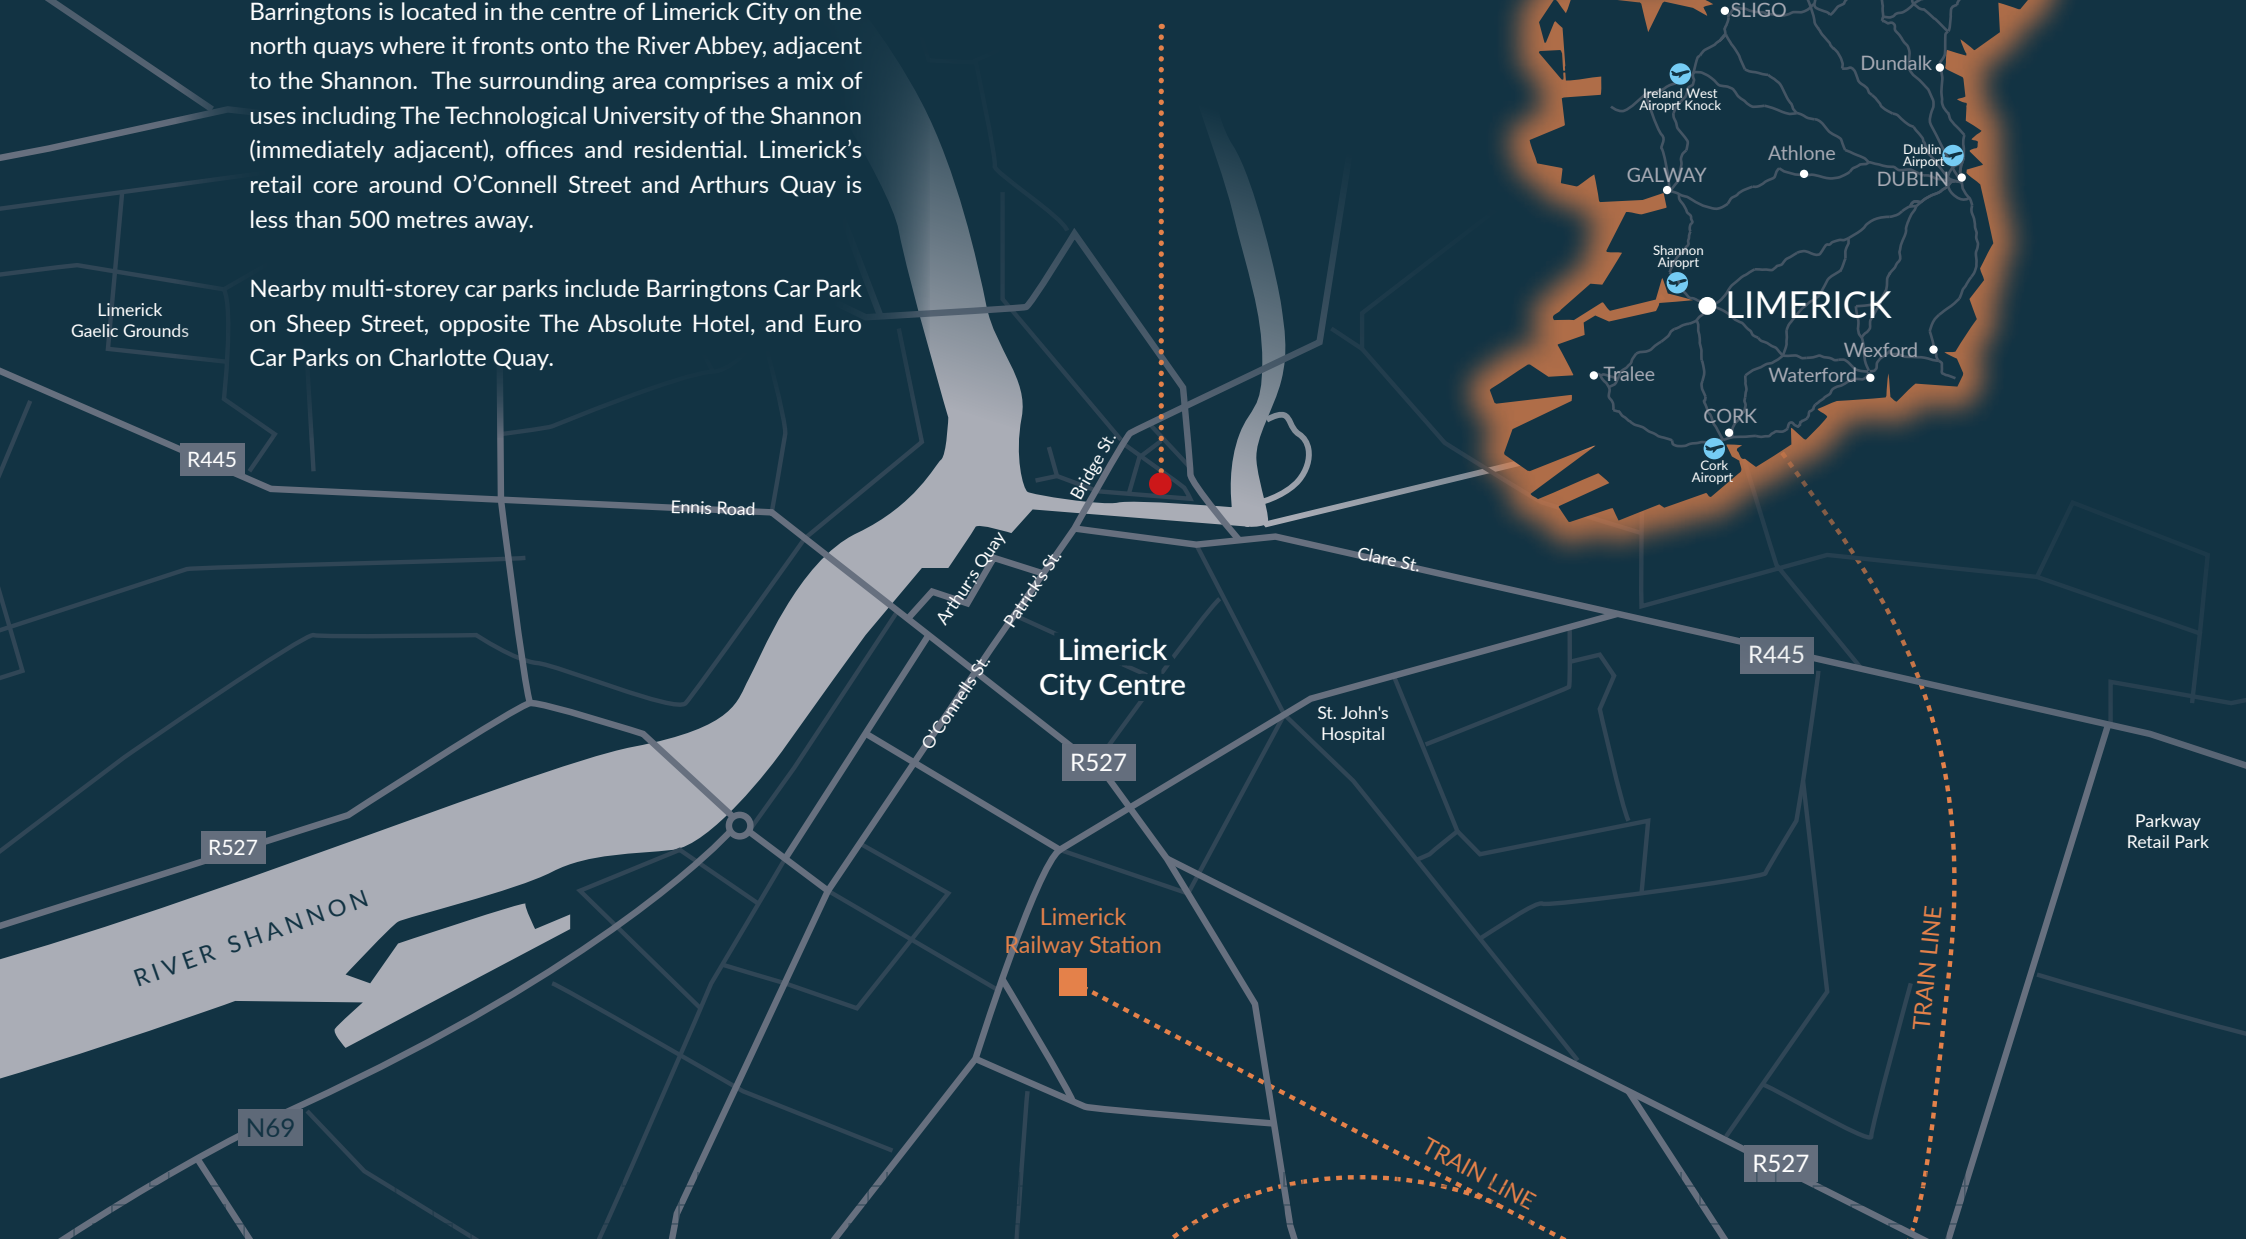 Barringtons is located in the centre of Limerick City on the
north quays where it fronts onto the River Abbey, adjacent
to the Shannon.  The surrounding area comprises a mix of
uses including The Technological University of the Shannon
(immediately adjacent), offices and residential. Limerick’s
retail core around O’Connell Street and Arthurs Quay is
less than 500 metres away.
Nearby multi-storey car parks include Barringtons Car Park
on Sheep Street, opposite The Absolute Hotel, and Euro
Car Parks on Charlotte Quay.
SLIGO
Dundalk
Ireland West
Airoprt Knock
Athlone
Dublin
Airport
DUBLIN
GALWAY
Shannon
Airoprt
LIMERICK
Wexford
Tralee
Waterford
CORK
Cork
Airoprt
Limerick
Gaelic Grounds
R445
Ennis Road
Bridge St.
Arthur;s Quay
Patrick's St.
Clare St.
O'Connells St.
Limerick
City Centre
R445
St. John's
Hospital
R527
Parkway
Retail Park
R527
RIVER SHANNON
Limerick
Railway Station
TRAIN LINE
N69
TRAIN LINE
R527